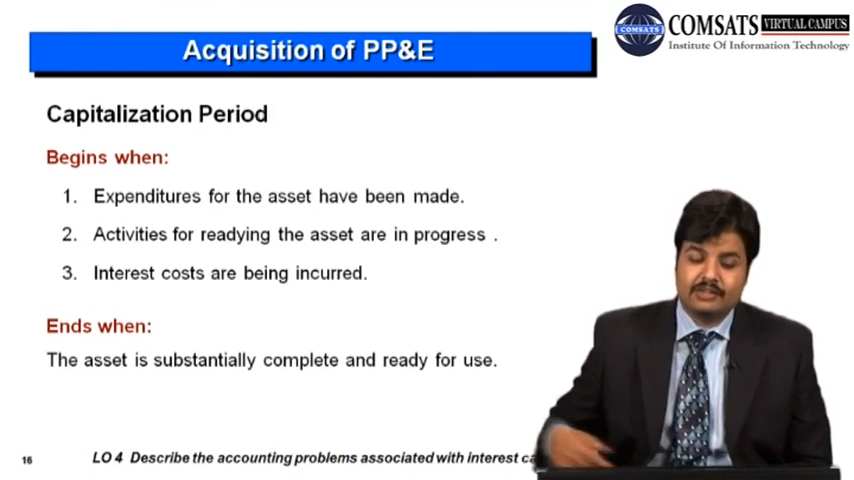 Acquisition of PP&E
COMSATS
COMSATS VIRTUAL CAMPUS
Institute Of Information Technology
Capitalization Period
Begins when:
1. Expenditures for the asset have been made.
2. Activities for readying the asset are in progress .
3. Interest costs are being incurred.
Ends when:
The asset is substantially complete and ready for use.
16
LO 4 Describe the accounting problems associated with interest